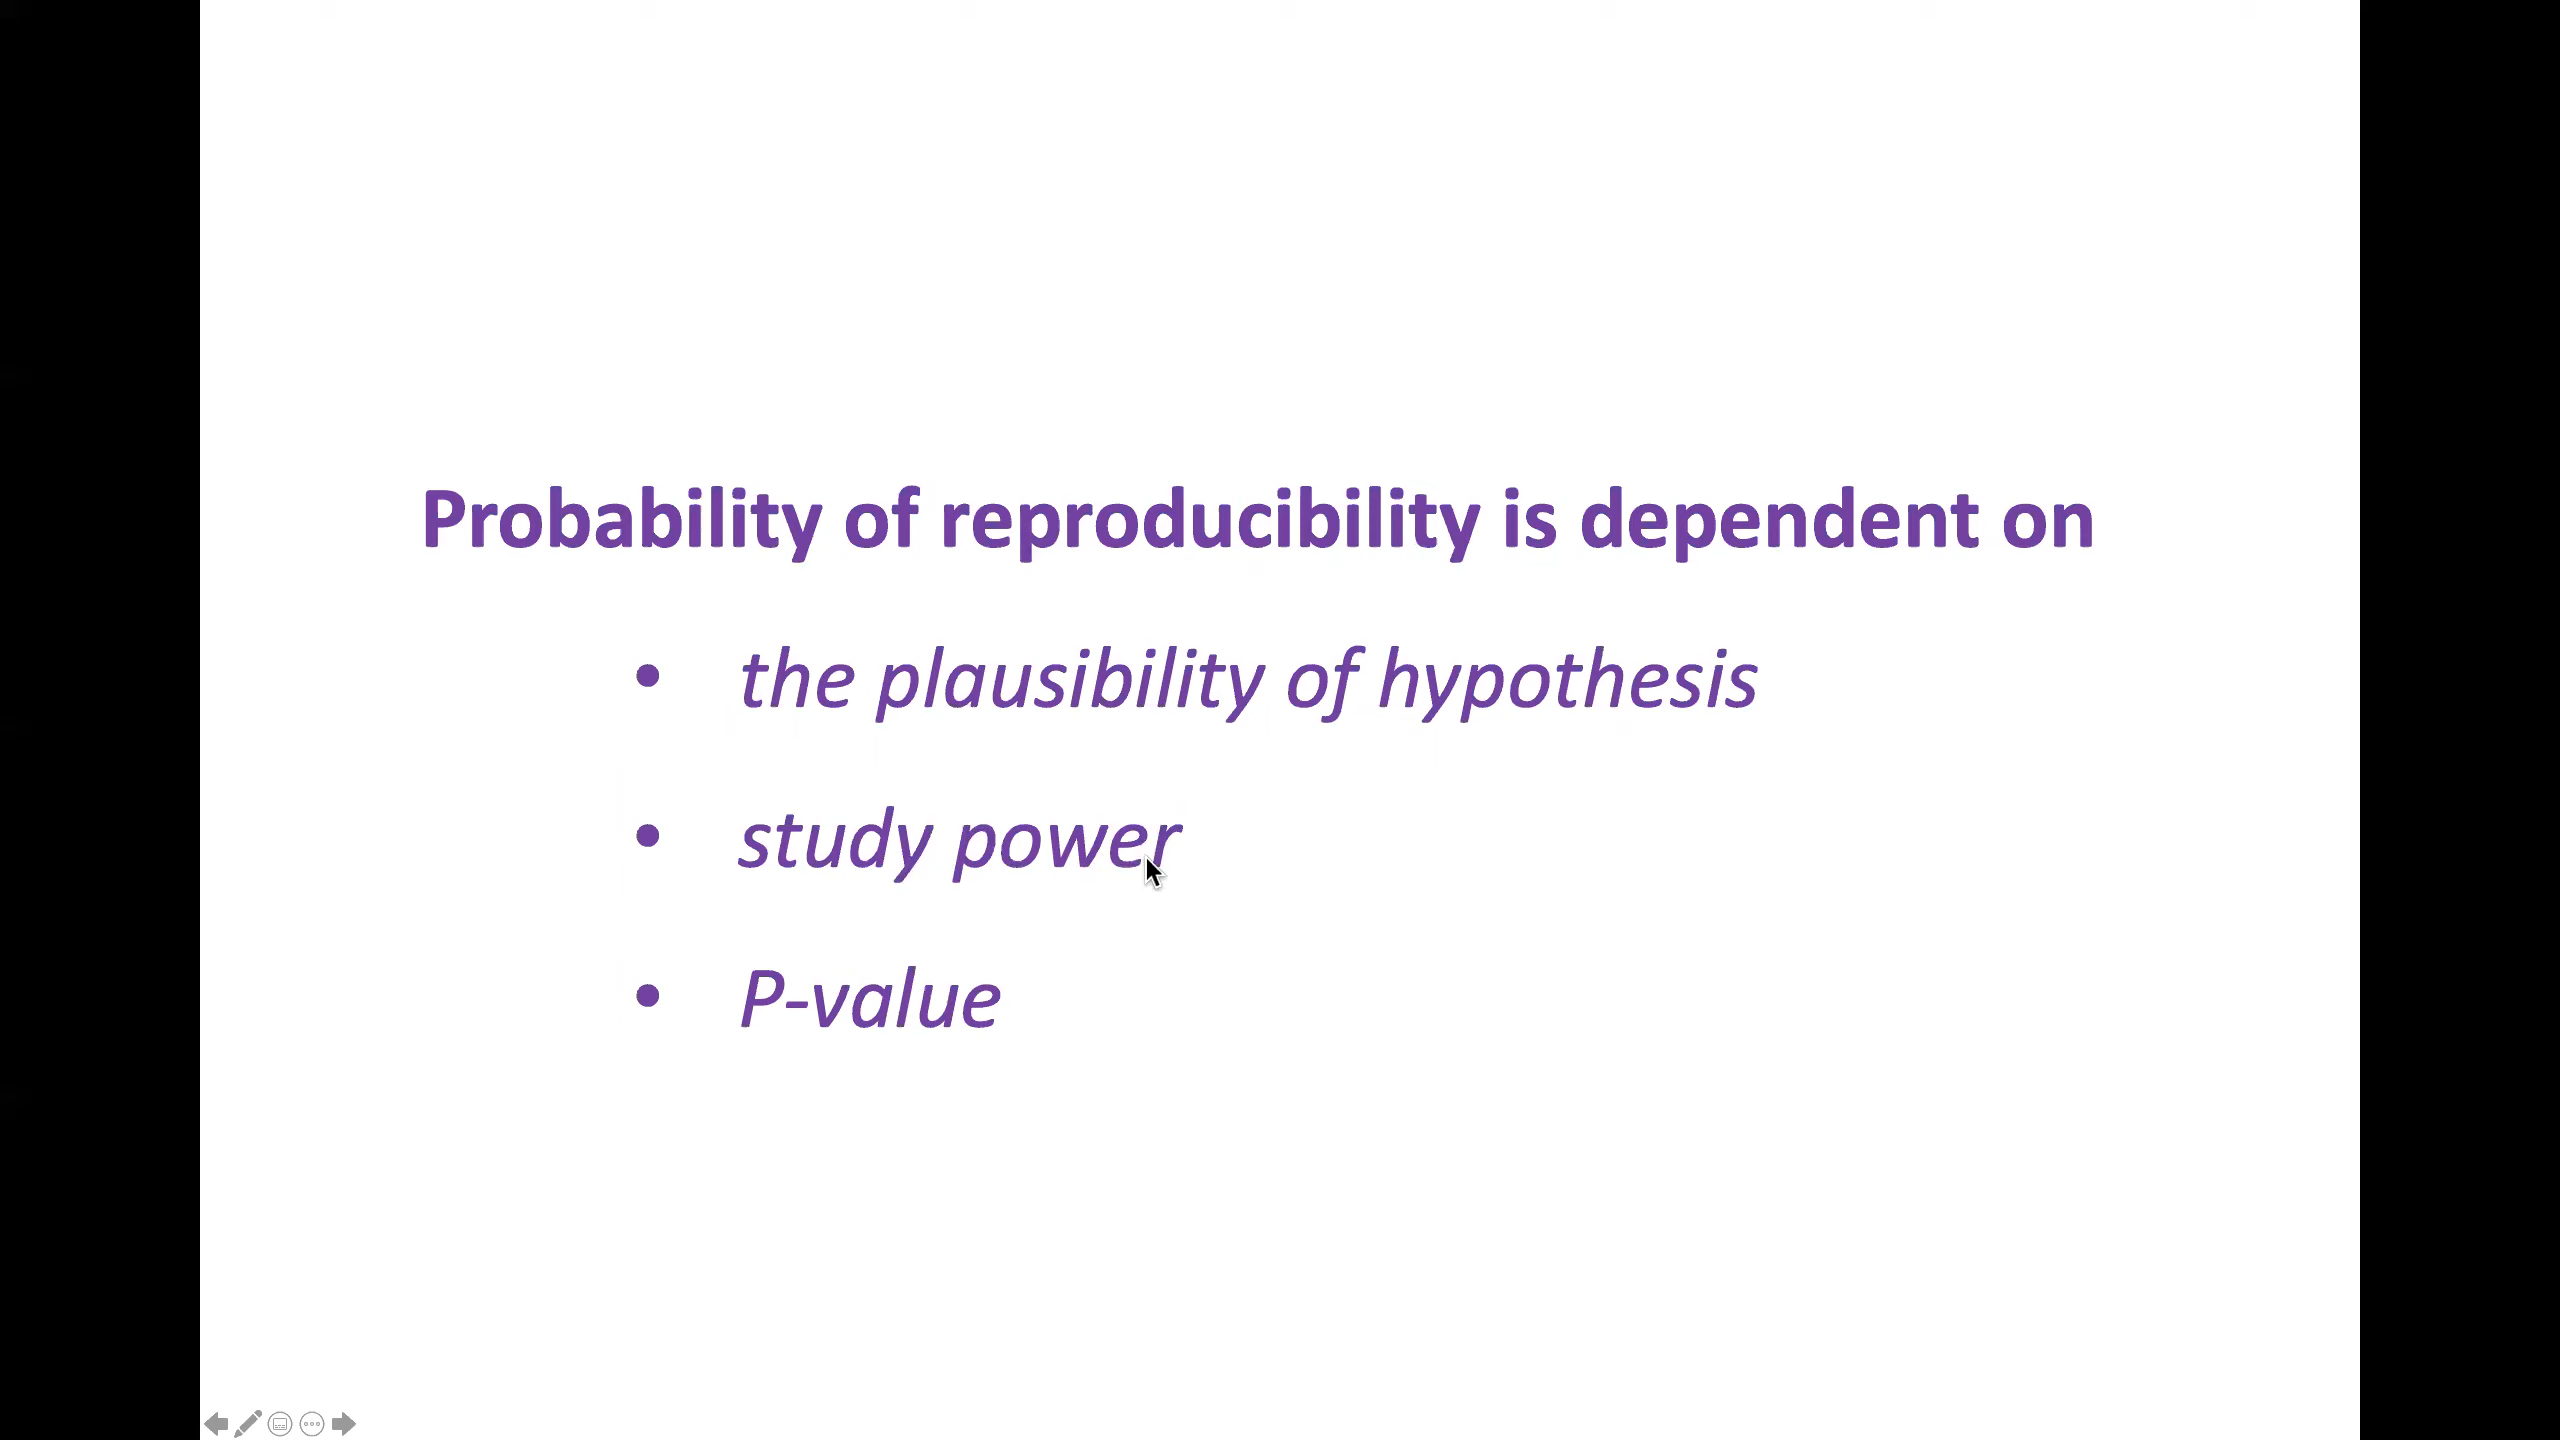 Probability of reproducibility is dependent on
• the plausibility of hypothesis
• study power
• P-value